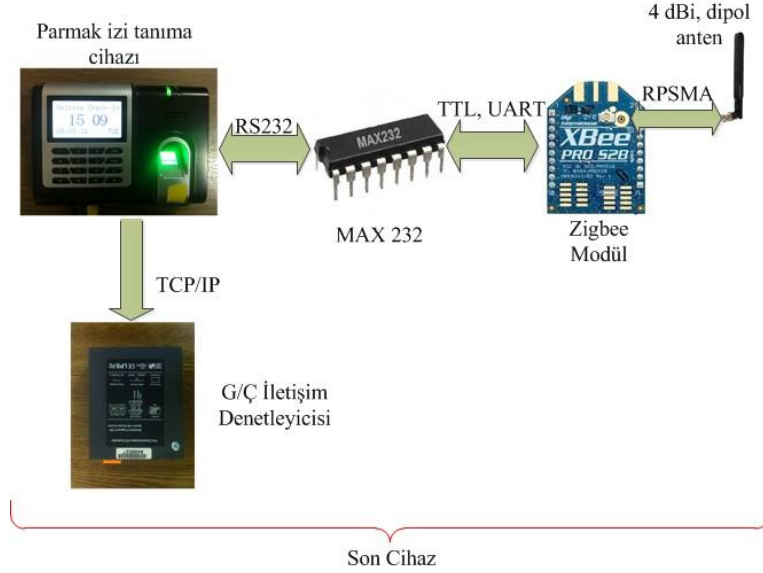 Parmak izi tanıma
cihazı
4 dBi, dipol
anten
15 09
TUE
RS232
MAX232
TTL, UART
RPSMA
XBee
PRO S2B
MAX 232
Zigbee
Modül
TCP/IP
G/Ç İletişim
Denetleyicisi
Son Cihaz